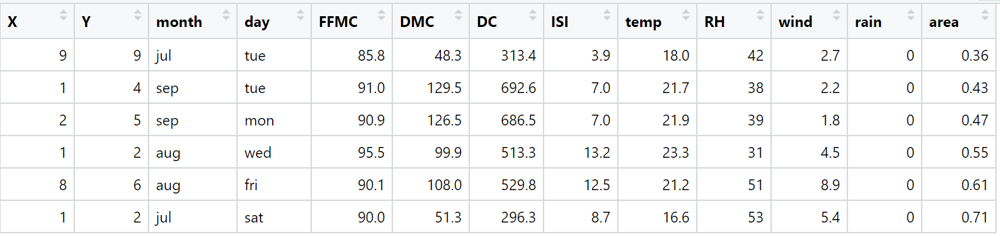 X Y month day FFMC DMC DC ISI temp RH wind rain area
9 9 jul tue 85.8 48.3 313.4 3.9 18.0 42 2.7 0 0.36
1 4 sep tue 91.0 129.5 692.6 7.0 21.7 38 2.2 0 0.43
2 5 sep mon 90.9 126.5 686.5 7.0 21.9 39 1.8 0 0.47
1 2 aug wed 95.5 99.9 513.3 13.2 23.3 31 4.5 0 0.55
8 6 aug fri 90.1 108.0 529.8 12.5 21.2 51 8.9 0 0.61
1 2 jul sat 90.0 51.3 296.3 8.7 16.6 53 5.4 0 0.71